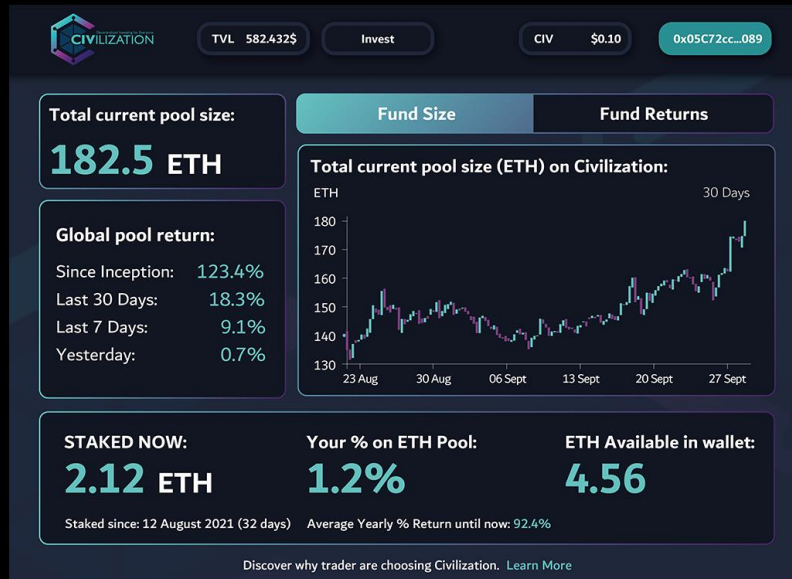 CIVILIZATION
TVL 582.432$
Invest
CIV $0.10
0x05C72cc...089
Total current pool size:
182.5 ETH
Fund Size
Fund Returns
Total current pool size (ETH) on Civilization:
ETH
30 Days
180
170
160
150
140
130
23 Aug 30 Aug 06 Sept 13 Sept 20 Sept 27 Sept
Global pool return:
Since Inception: 123.4%
Last 30 Days: 18.3%
Last 7 Days: 9.1%
Yesterday: 0.7%
STAKED NOW:
2.12 ETH
Staked since: 12 August 2021 (32 days)
Your % on ETH Pool:
1.2%
Average Yearly % Return until now: 92.4%
ETH Available in wallet:
4.56
Discover why trader are choosing Civilization. Learn More